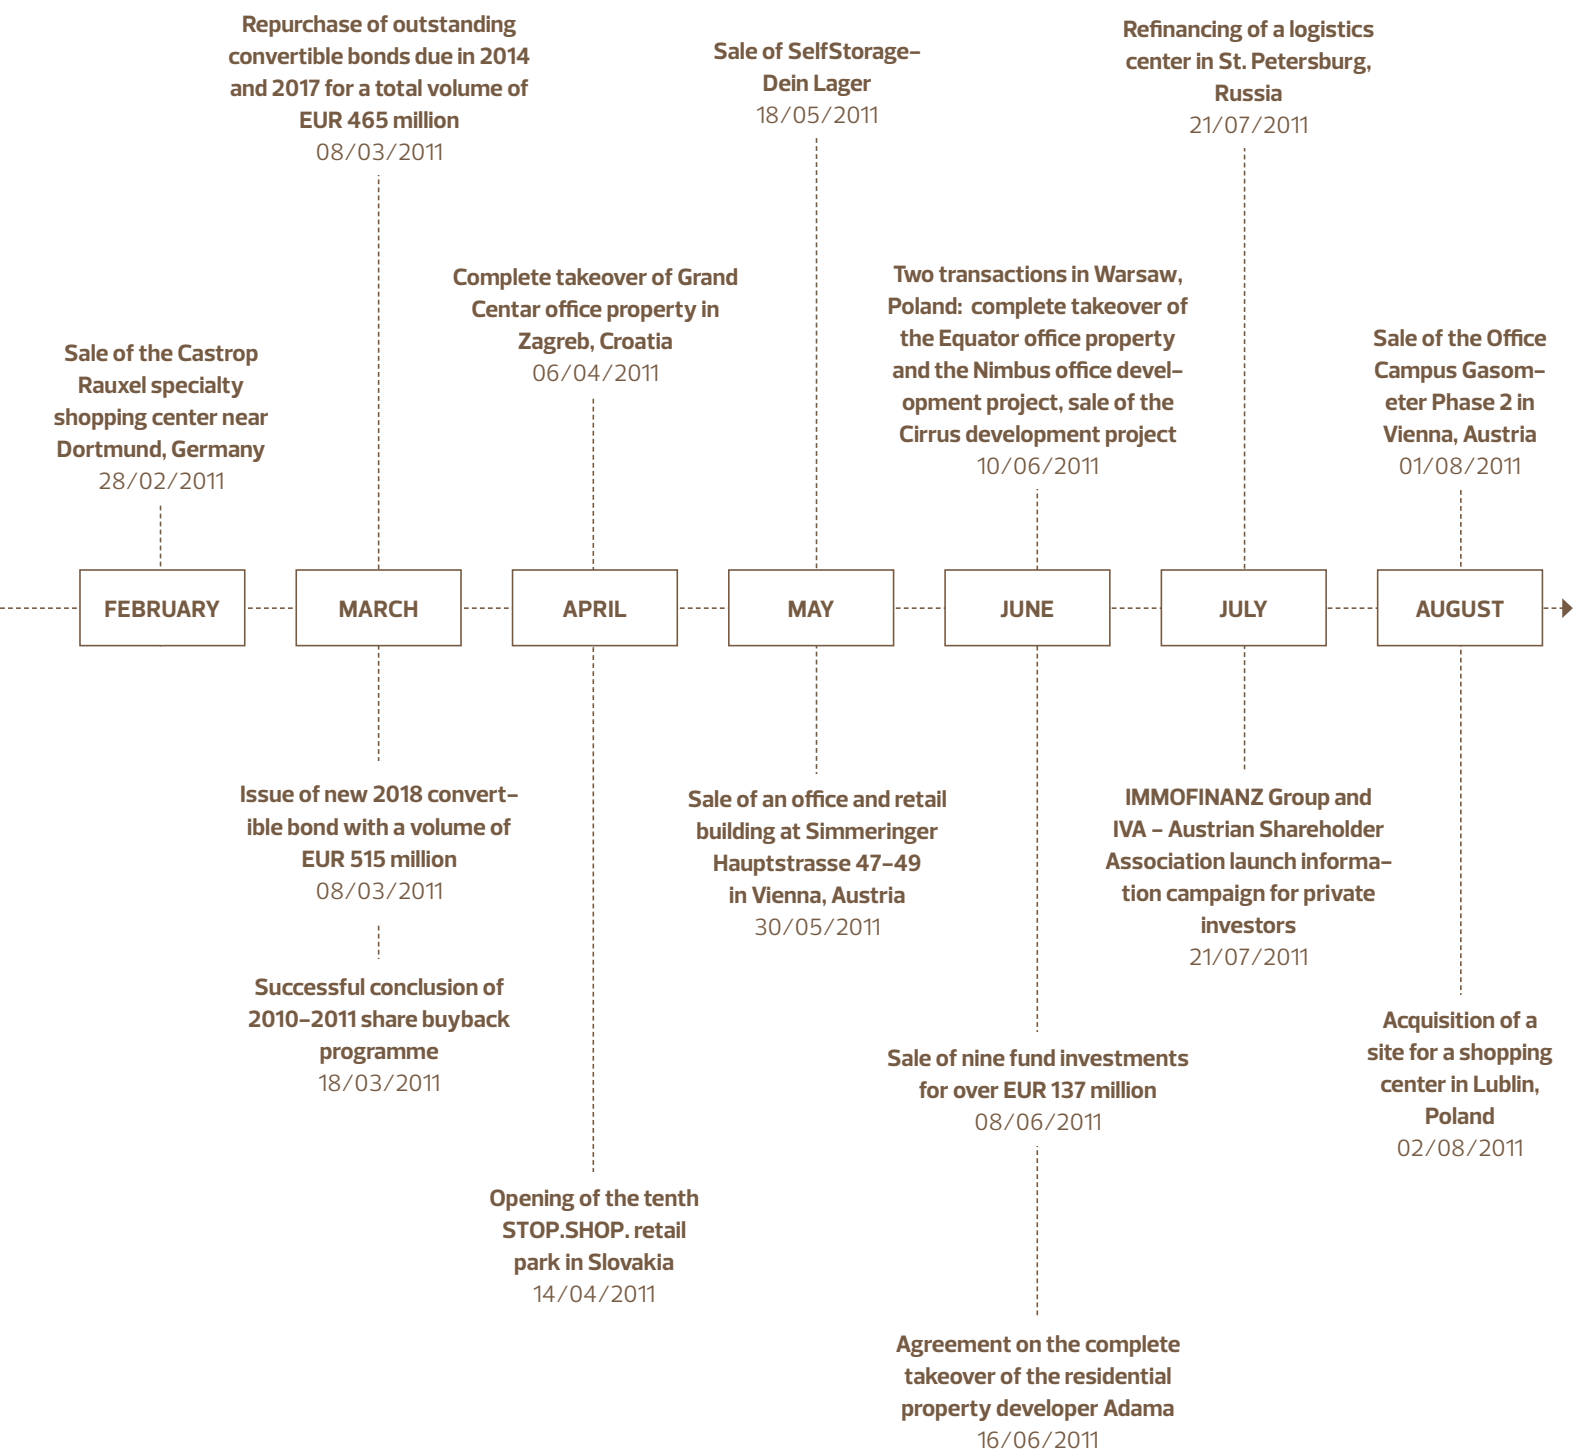 Repurchase of outstanding
convertible bonds due in 2014
and 2017 for a total volume of
EUR 465 million
08/03/2011
Sale of SelfStorage–
Dein Lager
18/05/2011
Refinancing of a logistics
center in St. Petersburg,
Russia
21/07/2011
Sale of the Castrop
Rauxel specialty
shopping center near
Dortmund, Germany
28/02/2011
Complete takeover of Grand
Centar office property in
Zagreb, Croatia
06/04/2011
Two transactions in Warsaw,
Poland: complete takeover of
the Equator office property
and the Nimbus office devel–
opment project, sale of the
Cirrus development project
10/06/2011
Sale of the Office
Campus Gasom–
eter Phase 2 in
Vienna, Austria
01/08/2011
FEBRUARY
MARCH
APRIL
MAY
JUNE
JULY
AUGUST
Issue of new 2018 convert–
ible bond with a volume of
EUR 515 million
08/03/2011
Successful conclusion of
2010–2011 share buyback
programme
18/03/2011
Opening of the tenth
STOP.SHOP. retail
park in Slovakia
14/04/2011
Sale of an office and retail
building at Simmeringer
Hauptstrasse 47–49
in Vienna, Austria
30/05/2011
Sale of nine fund investments
for over EUR 137 million
08/06/2011
Agreement on the complete
takeover of the residential
property developer Adama
16/06/2011
IMMOFINANZ Group and
IVA – Austrian Shareholder
Association launch informa–
tion campaign for private
investors
21/07/2011
Acquisition of a
site for a shopping
center in Lublin,
Poland
02/08/2011